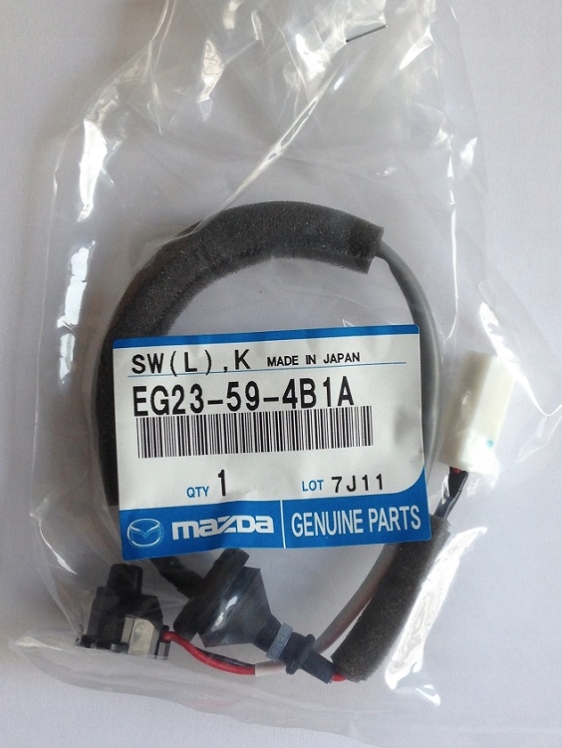 SW(L),K MADE IN JAPAN
EG23-59-4B1A
QTY 1 LOT 7J11
mazda GENUINE PARTS